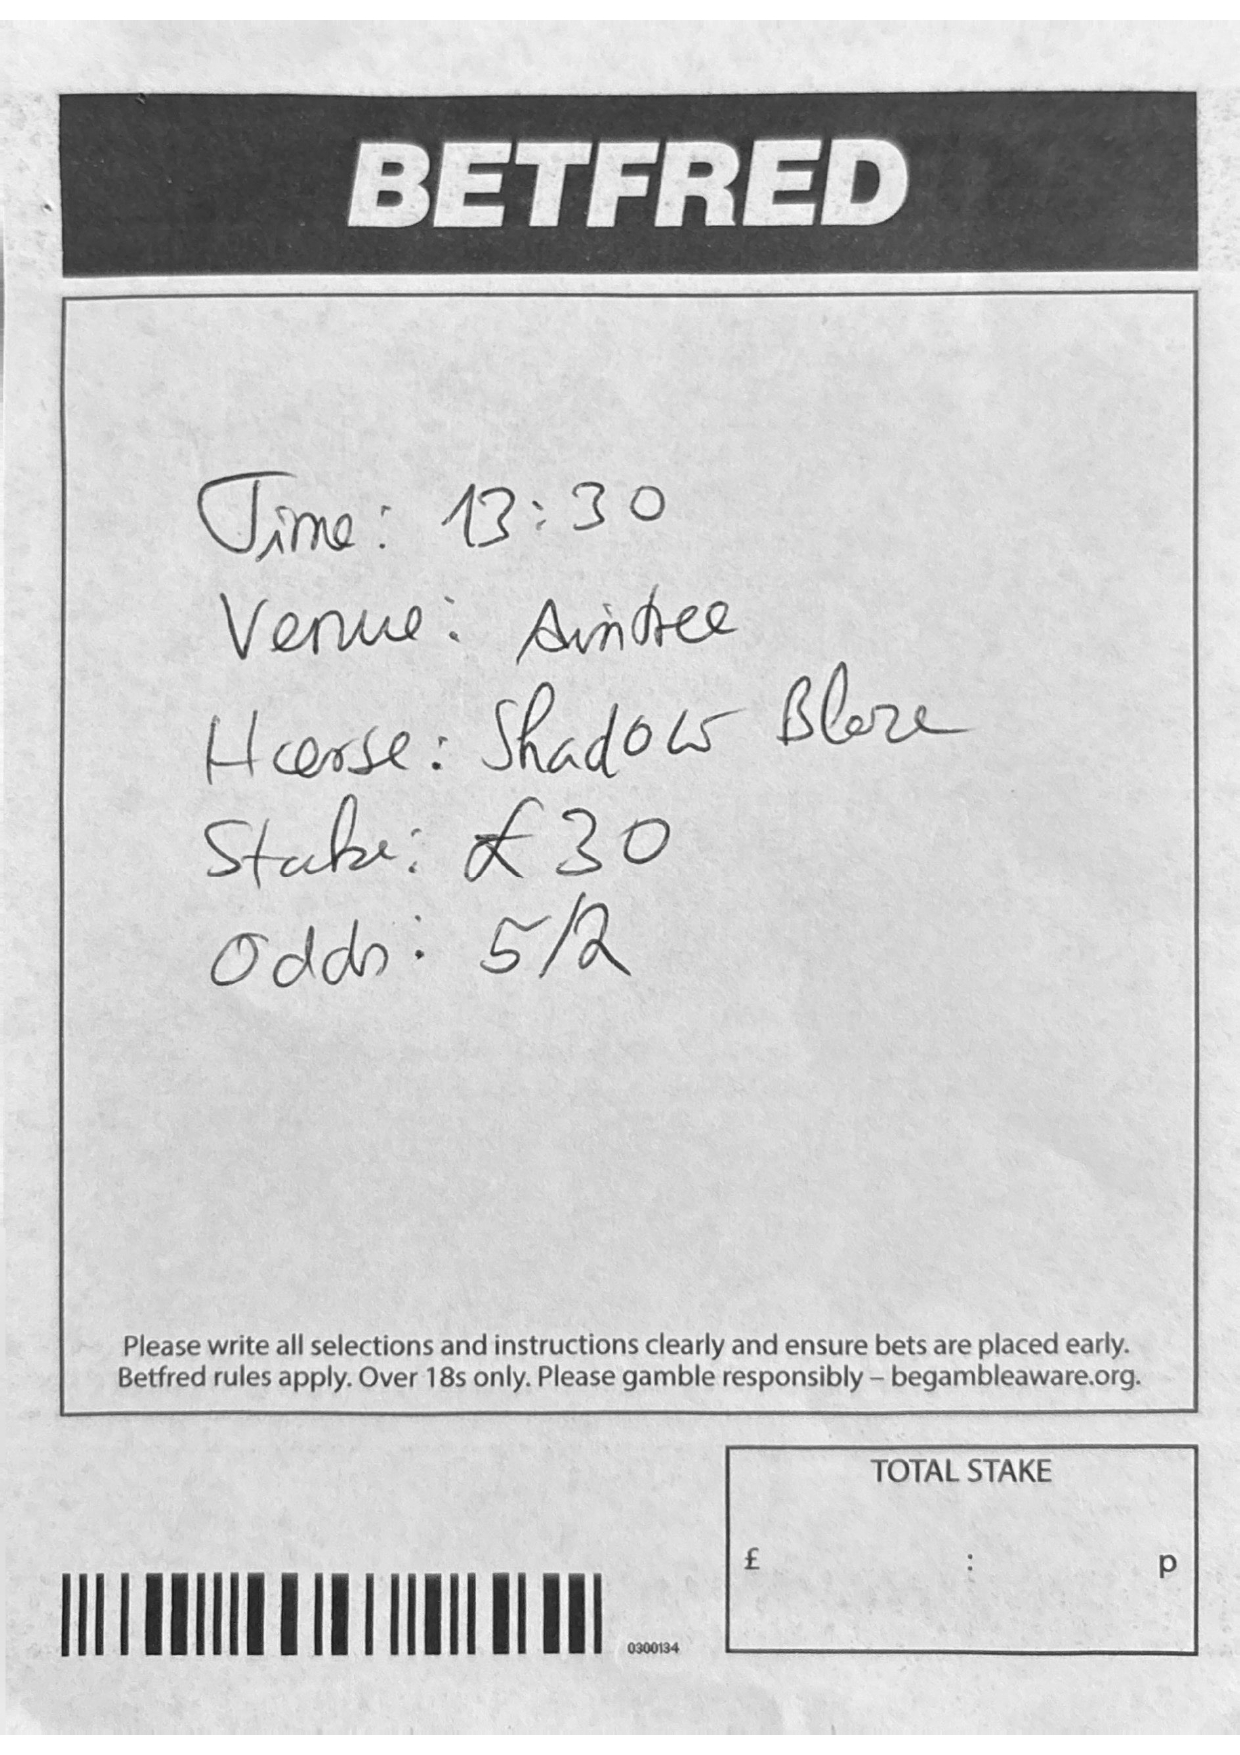 BETFRED
Time: 13:30
Venue: Aintree
Horse: Shadow Blaze
Stake: £30
Odds: 5/2
Please write all selections and instructions clearly and ensure bets are placed early.
Betfred rules apply. Over 18s only. Please gamble responsibly – begambleaware.org.
TOTAL STAKE
£ : p
0300134